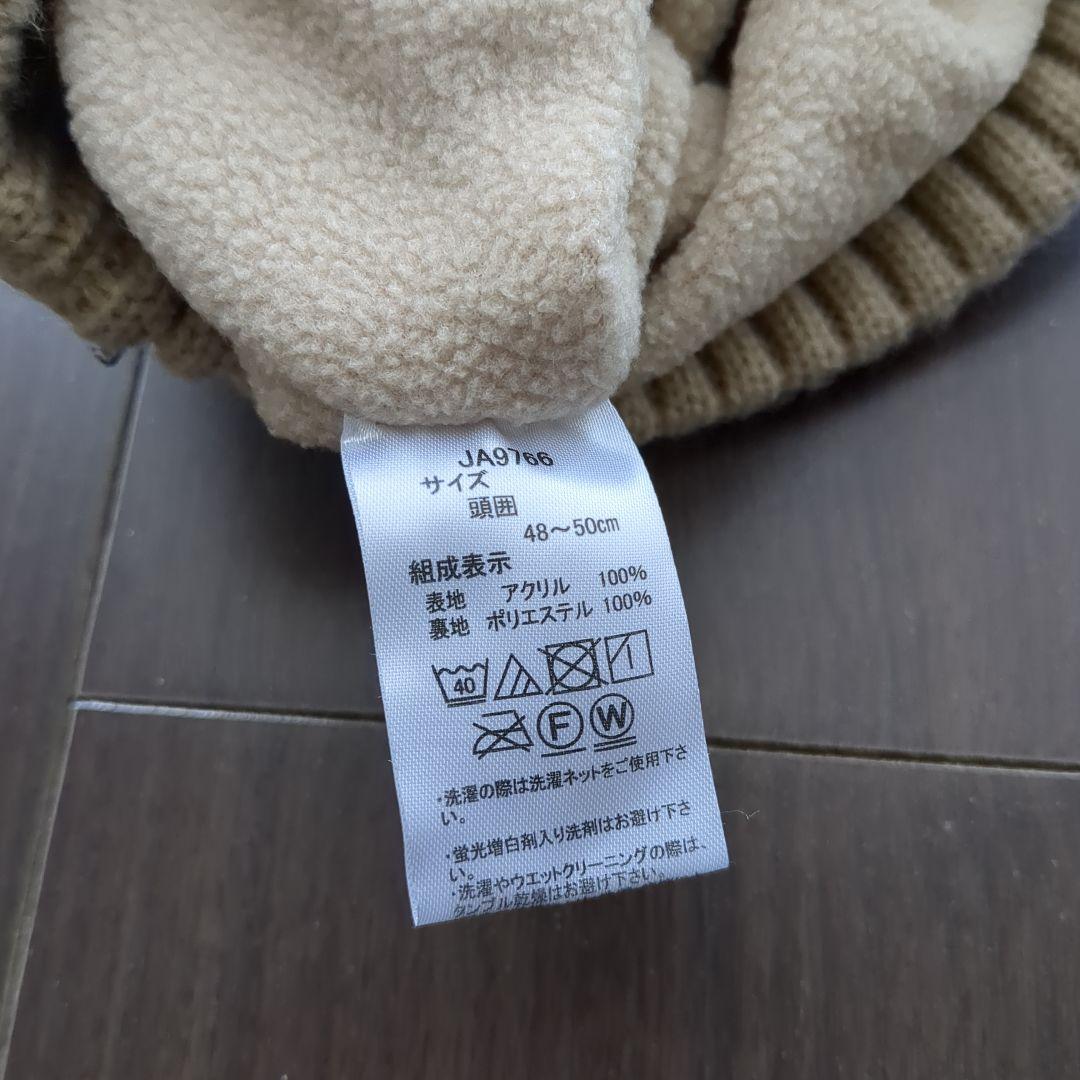 JA9766
サイズ
頭囲
48～50cm
組成表示
表地 アクリル 100%
裏地 ポリエステル 100%
40
F W
・洗濯の際は洗濯ネットをご使用下さ
い。
・蛍光増白剤入り洗剤はお避け下さ
い。
・洗濯やウエットクリーニングの際は、
タンブル乾燥はお避け下さい。